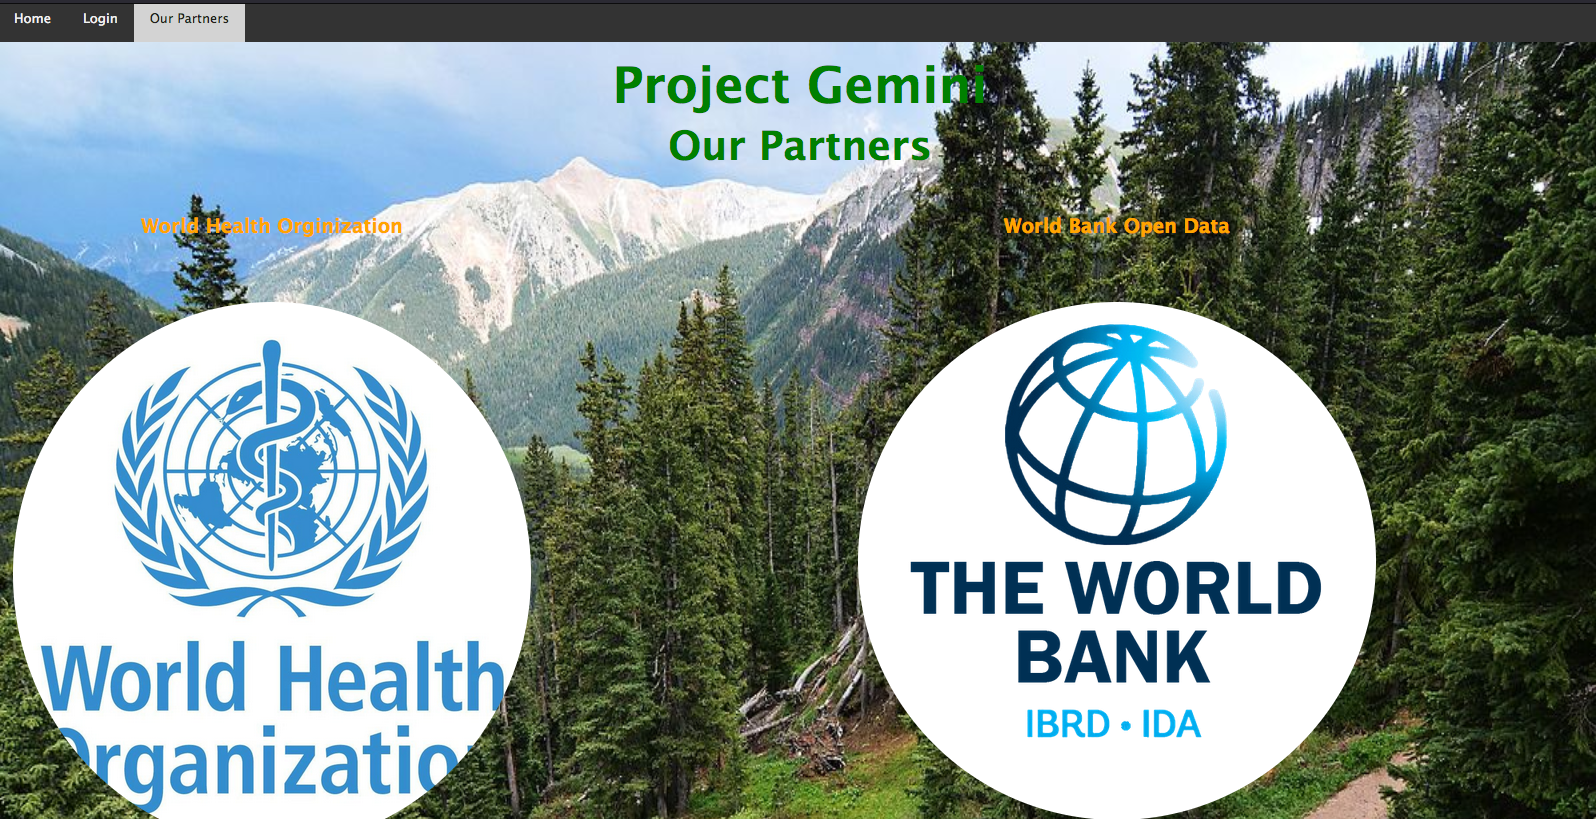 Home Login Our Partners
Project Gemini
Our Partners
World Health Orginization
World Bank Open Data
World Health
Organization
THE WORLD
BANK
IBRD • IDA